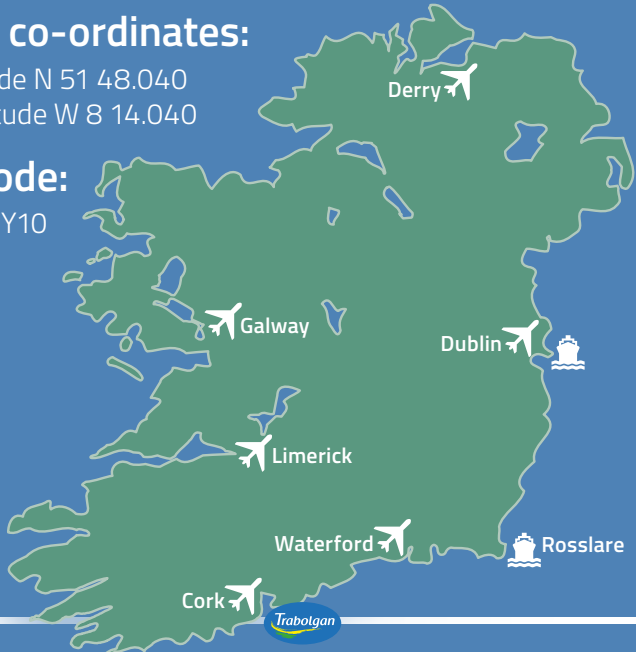 co-ordinates:
de N 51 48.040
tude W 8 14.040
ode:
Y10
Derry
Galway
Dublin
Limerick
Waterford
Rosslare
Cork
Trabolgan